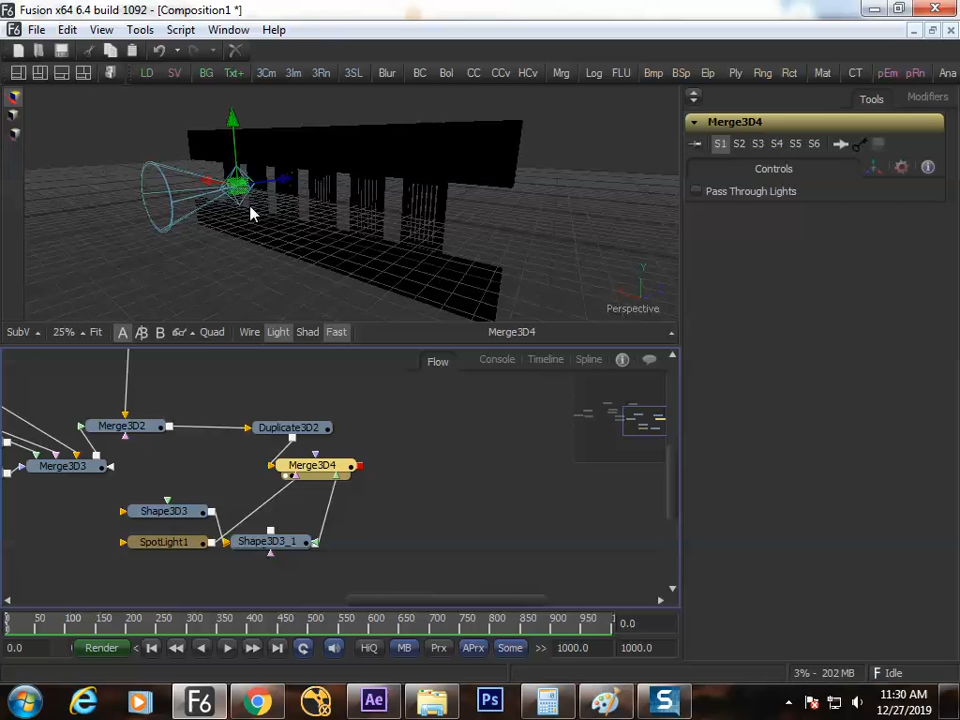 Fusion x64 6.4 build 1092 - [Composition1 *]
File Edit View Tools Script Window Help
LD SV BG Txt+ 3Cm 3Im 3Rn 3SL Blur BC Bol CC CCv HCv Mrg Log FLU Bmp BSp Elp Ply Rng Rct Mat CT pEm pRn Ana
Tools Modifiers
Merge3D4
S1 S2 S3 S4 S5 S6
Controls
Pass Through Lights
Y
Perspective
SubV 25% Fit A B Quad Wire Light Shad Fast Merge3D4
Flow Console Timeline Spline
Merge3D2 Duplicate3D2
Merge3D3 Merge3D4
Shape3D3
SpotLight1 Shape3D3_1
0 50 100 150 200 250 300 350 400 450 500 550 600 650 700 750 800 850 900 950 0.0
0.0 Render < HiQ MB Prx APrx Some >> 1000.0 1000.0
3% - 202 MB F Idle
F6 Ae Ps S
11:30 AM
12/27/2019